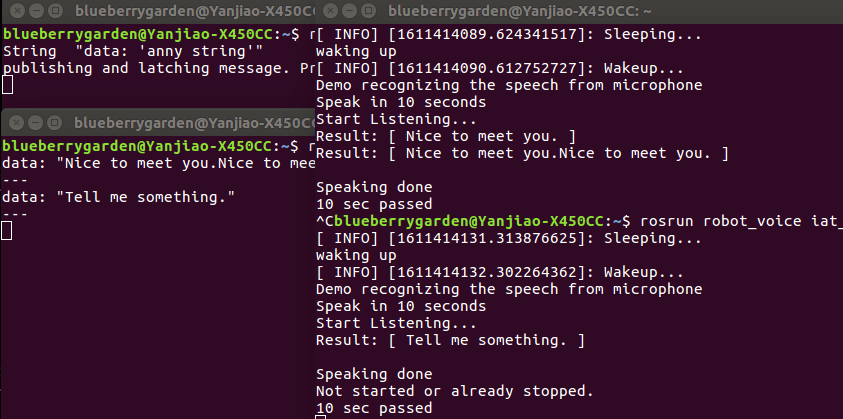 blueberrygarden@Yanjiao-X450CC
blueberrygarden@Yanjiao-X450CC:~$
String  "data: 'anny string'"
publishing and latching message.
blueberrygarden@Yanjiao-X450CC
blueberrygarden@Yanjiao-X450CC:~$
data: "Nice to meet you.Nice to
---
data: "Tell me something."
---
blueberrygarden@Yanjiao-X450CC: ~
[ INFO] [1611414089.624341517]: Sleeping...
waking up
[ INFO] [1611414090.612752727]: Wakeup...
Demo recognizing the speech from microphone
Speak in 10 seconds
Start Listening...
Result: [ Nice to meet you. ]
Result: [ Nice to meet you.Nice to meet you. ]
Speaking done
10 sec passed
^Cblueberrygarden@Yanjiao-X450CC:~$ rosrun robot_voice iat_
[ INFO] [1611414131.313876625]: Sleeping...
waking up
[ INFO] [1611414132.302264362]: Wakeup...
Demo recognizing the speech from microphone
Speak in 10 seconds
Start Listening...
Result: [ Tell me something. ]
Speaking done
Not started or already stopped.
10 sec passed